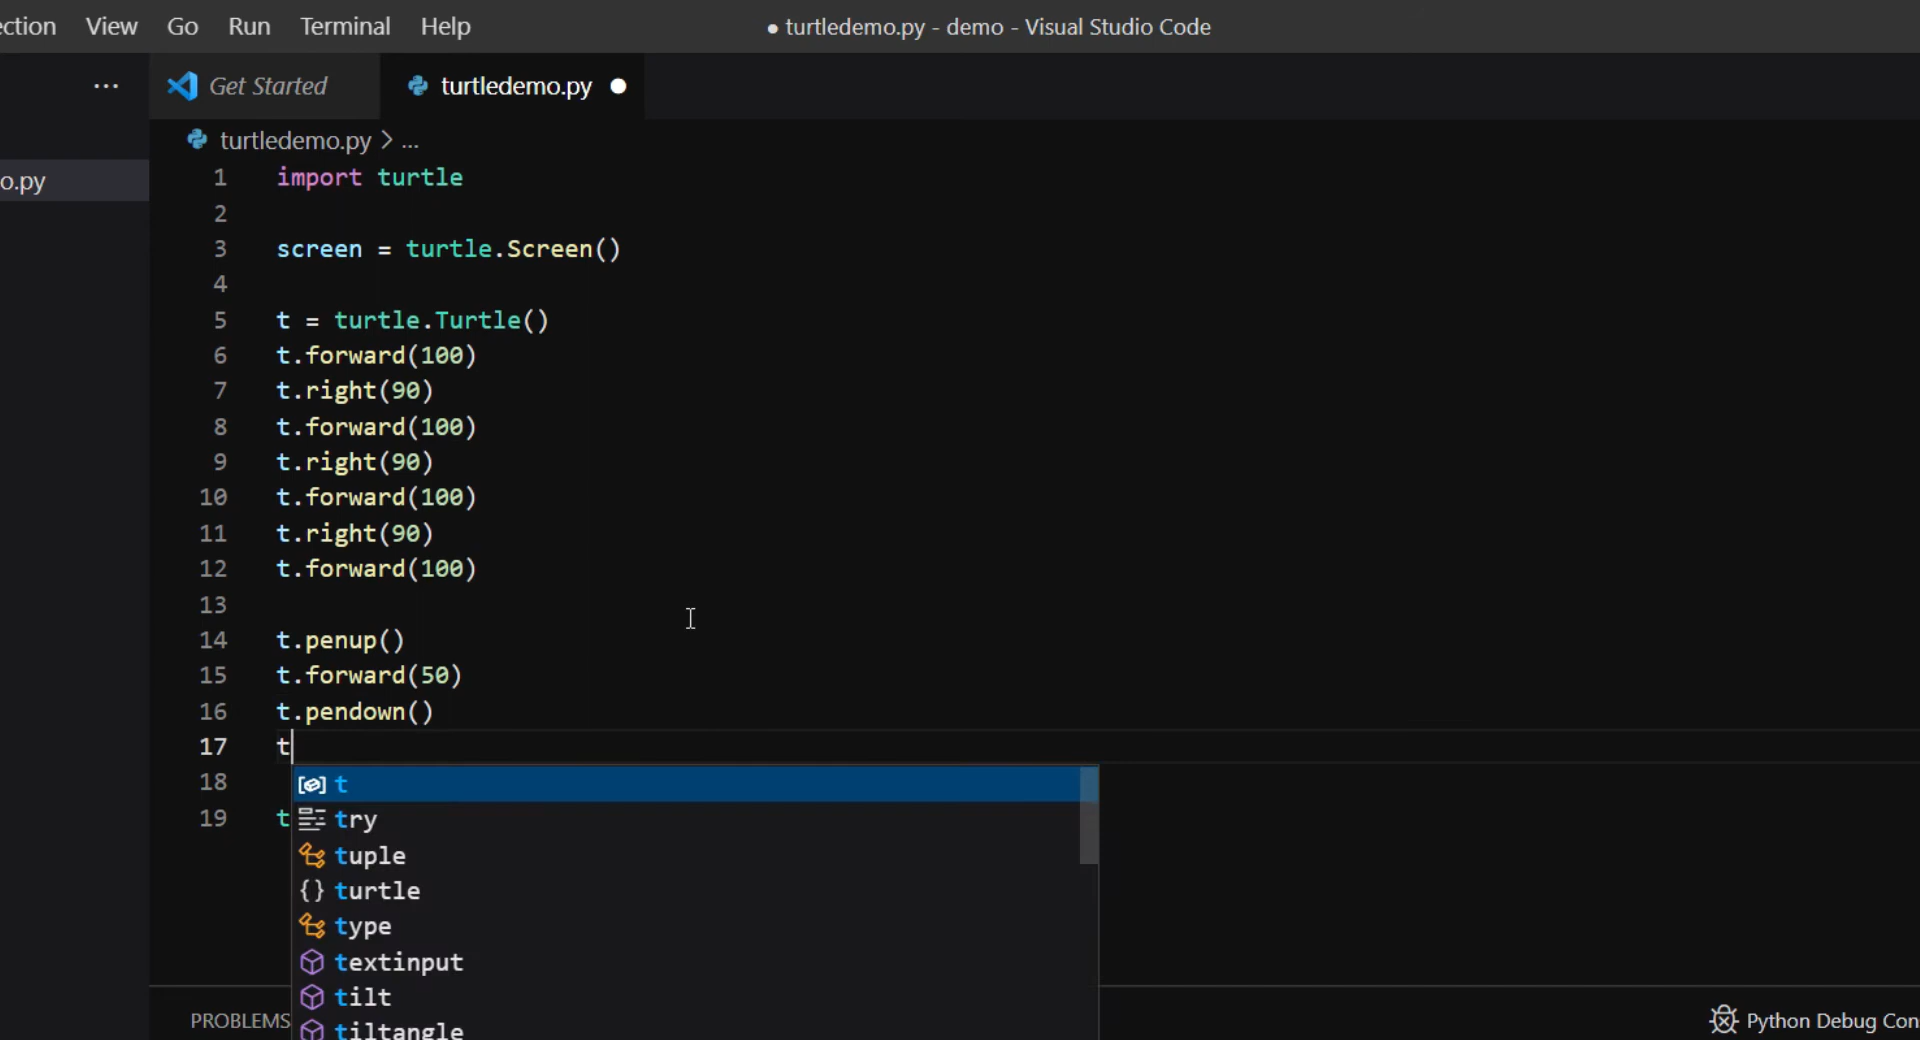 ction View Go Run Terminal Help ● turtledemo.py - demo - Visual Studio Code
... Get Started turtledemo.py ●
turtledemo.py > ...
o.py
1 import turtle
2
3 screen = turtle.Screen()
4
5 t = turtle.Turtle()
6 t.forward(100)
7 t.right(90)
8 t.forward(100)
9 t.right(90)
10 t.forward(100)
11 t.right(90)
12 t.forward(100)
13
14 t.penup()
15 t.forward(50)
16 t.pendown()
17 t
18
19 t
t
try
tuple
turtle
type
textinput
tilt
tiltangle
PROBLEMS Python Debug Con